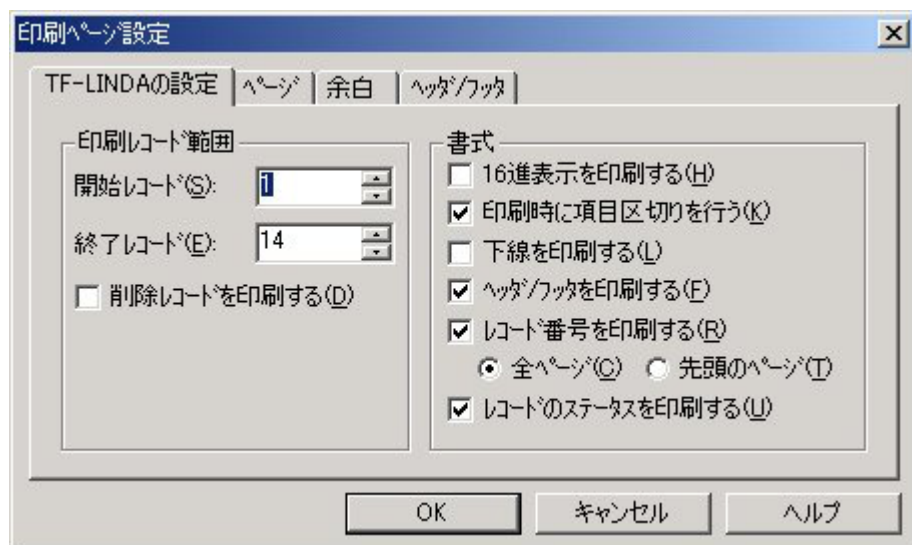 印刷ﾍﾟｰｼﾞ設定
TF-LINDAの設定 ﾍﾟｰｼﾞ 余白 ﾍｯﾀﾞ/ﾌｯﾀ
印刷ﾚｺｰﾄﾞ範囲
開始ﾚｺｰﾄﾞ(S): 1
終了ﾚｺｰﾄﾞ(E): 14
削除ﾚｺｰﾄﾞを印刷する(D)
書式
16進表示を印刷する(H)
印刷時に項目区切りを行う(K)
下線を印刷する(L)
ﾍｯﾀﾞ/ﾌｯﾀを印刷する(F)
ﾚｺｰﾄﾞ番号を印刷する(R)
全ﾍﾟｰｼﾞ(C) 先頭のﾍﾟｰｼﾞ(T)
ﾚｺｰﾄﾞのｽﾃｰﾀｽを印刷する(U)
OK キャンセル ヘルプ